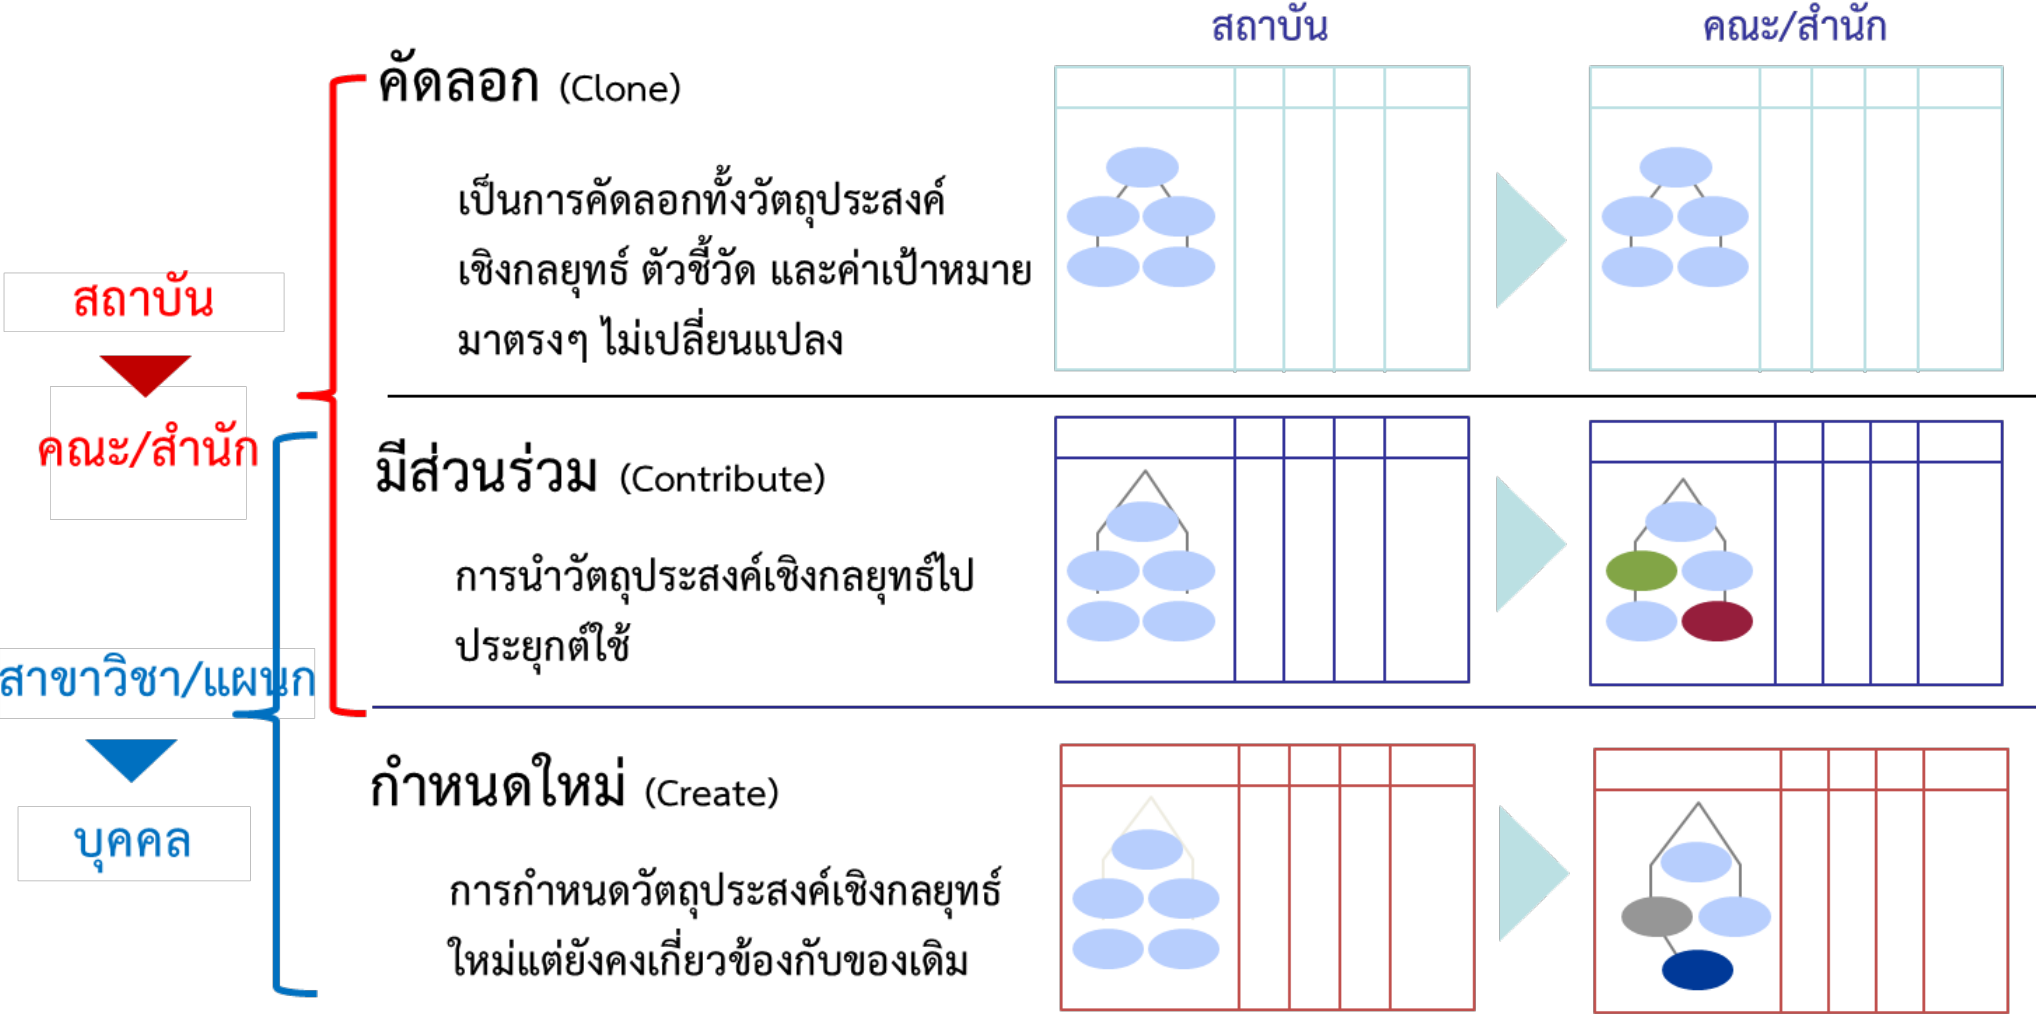 สถาบัน
คณะ/สำนัก
คัดลอก (Clone)
เป็นการคัดลอกทั้งวัตถุประสงค์
เชิงกลยุทธ์ ตัวชี้วัด และค่าเป้าหมาย
มาตรงๆ ไม่เปลี่ยนแปลง
สถาบัน
คณะ/สำนัก
มีส่วนร่วม (Contribute)
การนำวัตถุประสงค์เชิงกลยุทธ์ไป
ประยุกต์ใช้
สาขาวิชา/แผนก
บุคคล
กำหนดใหม่ (Create)
การกำหนดวัตถุประสงค์เชิงกลยุทธ์
ใหม่แต่ยังคงเกี่ยวข้องกับของเดิม